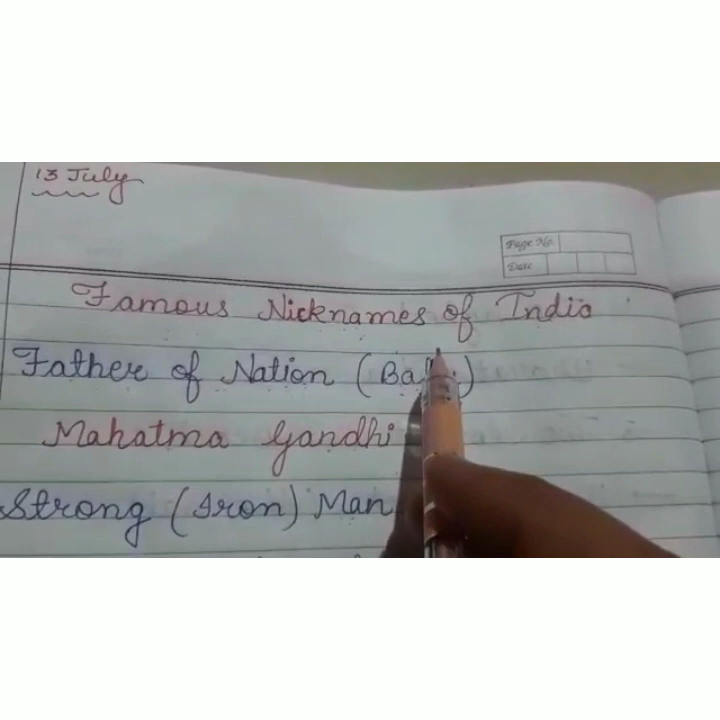 13 July
Page No.
Date
Famous Nicknames of India
Father of Nation (
Mahatma Gandhi
Strong (Iron) Man